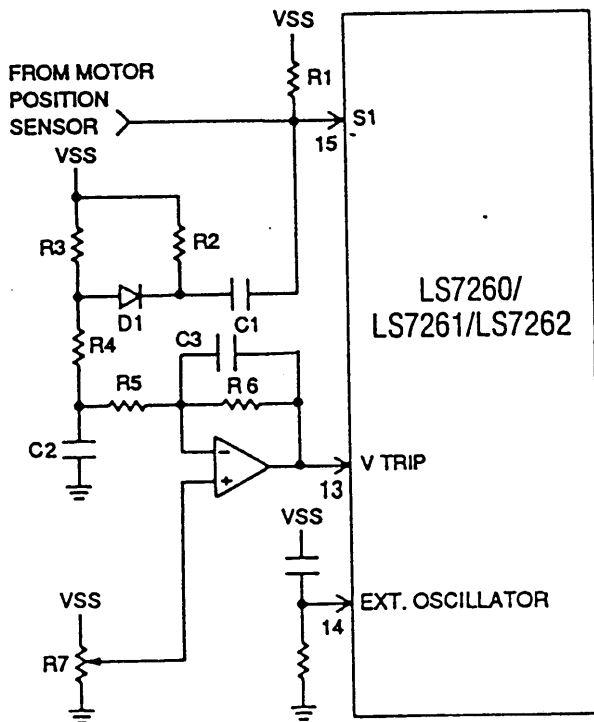 VSS
FROM MOTOR
POSITION
SENSOR
R1
S1
15
VSS
R3
R2
D1
C1
LS7260/
LS7261/LS7262
R4
C3
R5
R 6
C2
-
+
V TRIP
13
VSS
EXT. OSCILLATOR
14
VSS
R7